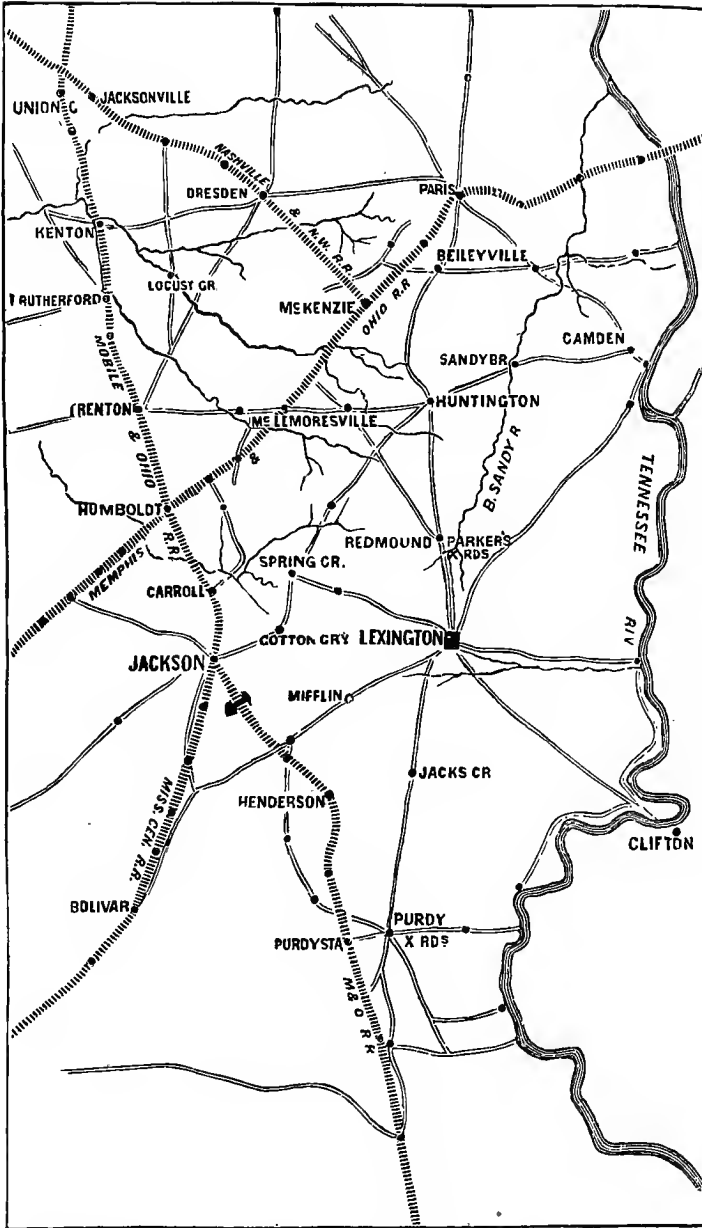 UNION C
JACKSONVILLE
NASHVILLE
& N.W. R.R.
DRESDEN
PARIS
KENTON
BEILEYVILLE
LOCUST GR.
RUTHERFORD
MCKENZIE
OHIO R.R
MOBILE
& OHIO
R.R.
SANDY BR
CAMDEN
TRENTON
MC LEMORESVILLE
HUNTINGTON
B. SANDY R
TENNESSEE
RIV
HUMBOLDT
&
MEMPHIS
REDMOUND
PARKERS
X RDS
SPRING CR.
CARROLL
COTTON GRY
LEXINGTON
JACKSON
MIFFLIN
JACKS CR
HENDERSON
MISS. CEN. R.R.
CLIFTON
BOLIVAR
PURDY
X RDS
PURDY STA
M & O R R